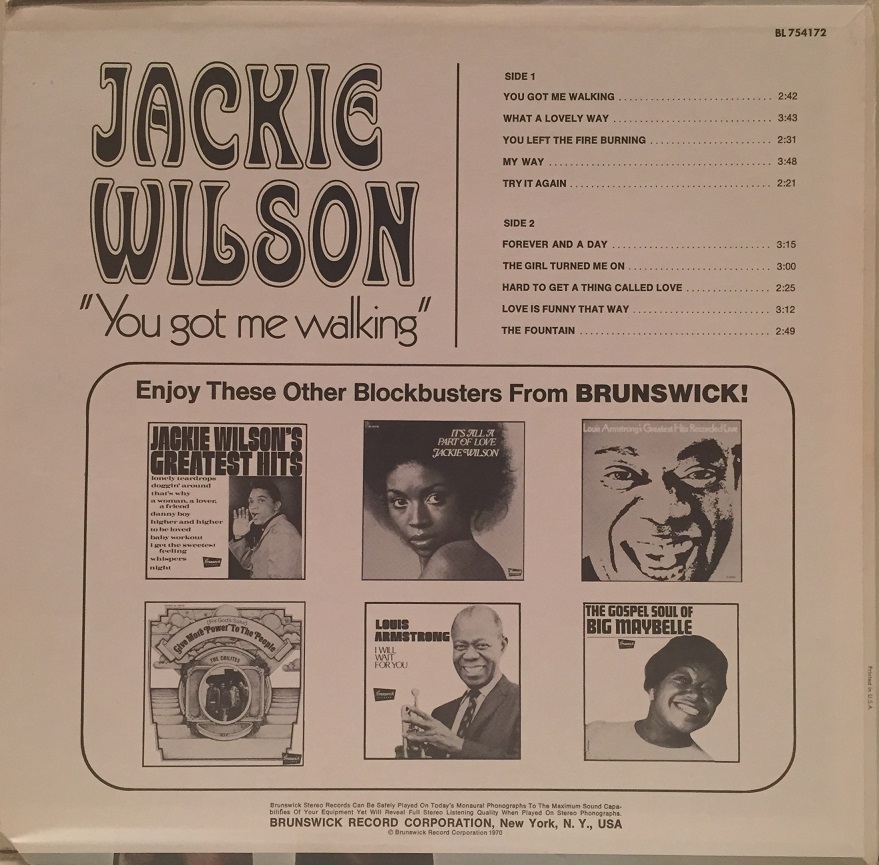 BL 754172
JACKIE
WILSON
"You got me walking"
SIDE 1
YOU GOT ME WALKING 2:42
WHAT A LOVELY WAY 3:43
YOU LEFT THE FIRE BURNING 2:31
MY WAY 3:48
TRY IT AGAIN 2:21
SIDE 2
FOREVER AND A DAY 3:15
THE GIRL TURNED ME ON 3:00
HARD TO GET A THING CALLED LOVE 2:25
LOVE IS FUNNY THAT WAY 3:12
THE FOUNTAIN 2:49
Enjoy These Other Blockbusters From BRUNSWICK!
JACKIE WILSON'S
GREATEST HITS
lonely teardrops
doggin' around
that's why
a woman, a lover,
a friend
danny boy
higher and higher
to be loved
baby workout
i get the sweetest
feeling
whispers
night
IT'S ALL A
PART OF LOVE
JACKIE WILSON
Louis Armstrong's Greatest Hits Recorded Live
Give More Power To The People
THE CHI-LITES
LOUIS
ARMSTRONG
I WILL
WAIT
FOR YOU
THE GOSPEL SOUL OF
BIG MAYBELLE
Printed in U.S.A.
Brunswick Stereo Records Can Be Safely Played On Today's Monaural Phonographs To The Maximum Sound Capa-
bilities Of Your Equipment Yet Will Reveal Full Stereo Listening Quality When Played On Stereo Phonographs.
BRUNSWICK RECORD CORPORATION, New York, N. Y., USA
© Brunswick Record Corporation 1970